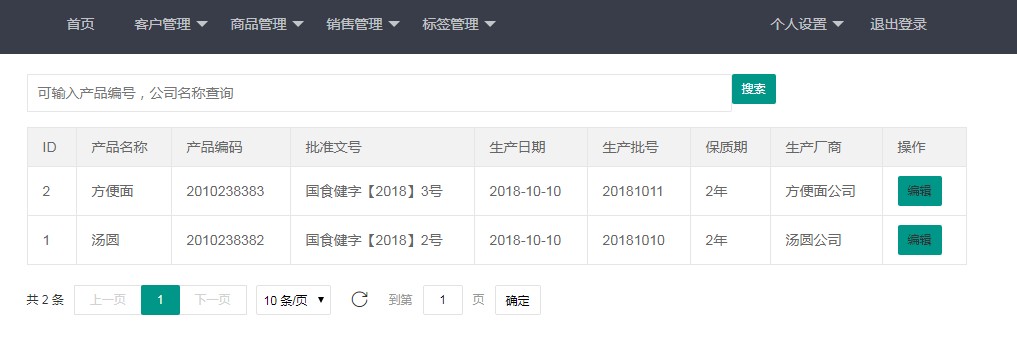 首页 客户管理 商品管理 销售管理 标签管理 个人设置 退出登录
可输入产品编号，公司名称查询 搜索
ID 产品名称 产品编码 批准文号 生产日期 生产批号 保质期 生产厂商 操作
2 方便面 2010238383 国食健字【2018】3号 2018-10-10 20181011 2年 方便面公司 编辑
1 汤圆 2010238382 国食健字【2018】2号 2018-10-10 20181010 2年 汤圆公司 编辑
共 2 条 上一页 1 下一页 10 条/页 到第 1 页 确定